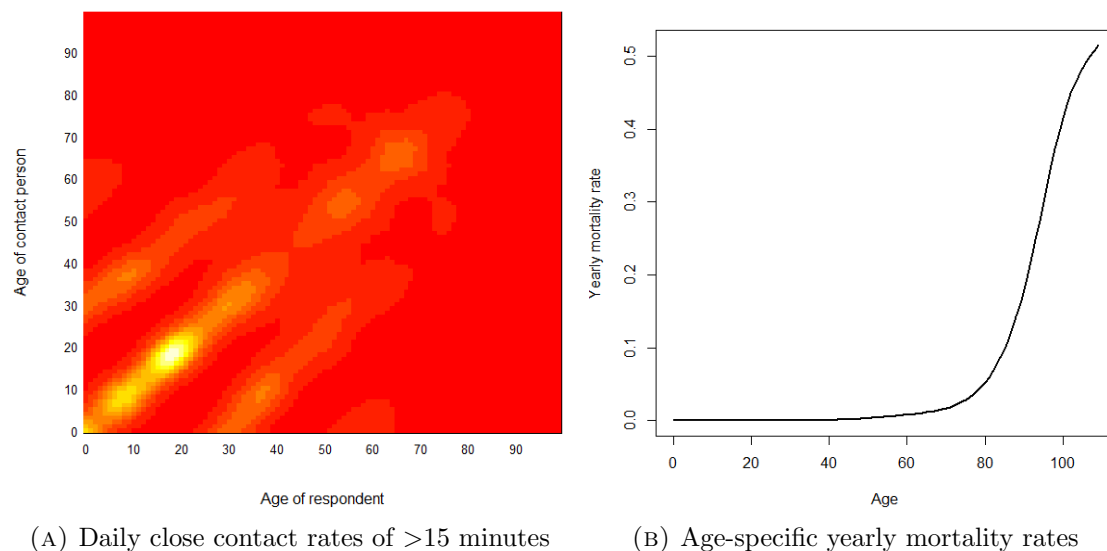 90
80
70
60
50
40
30
20
10
0
Age of contact person
0 10 20 30 40 50 60 70 80 90
Age of respondent
(A) Daily close contact rates of >15 minutes
0.5
0.4
0.3
0.2
0.1
0.0
Yearly mortality rate
0 20 40 60 80 100
Age
(B) Age-specific yearly mortality rates